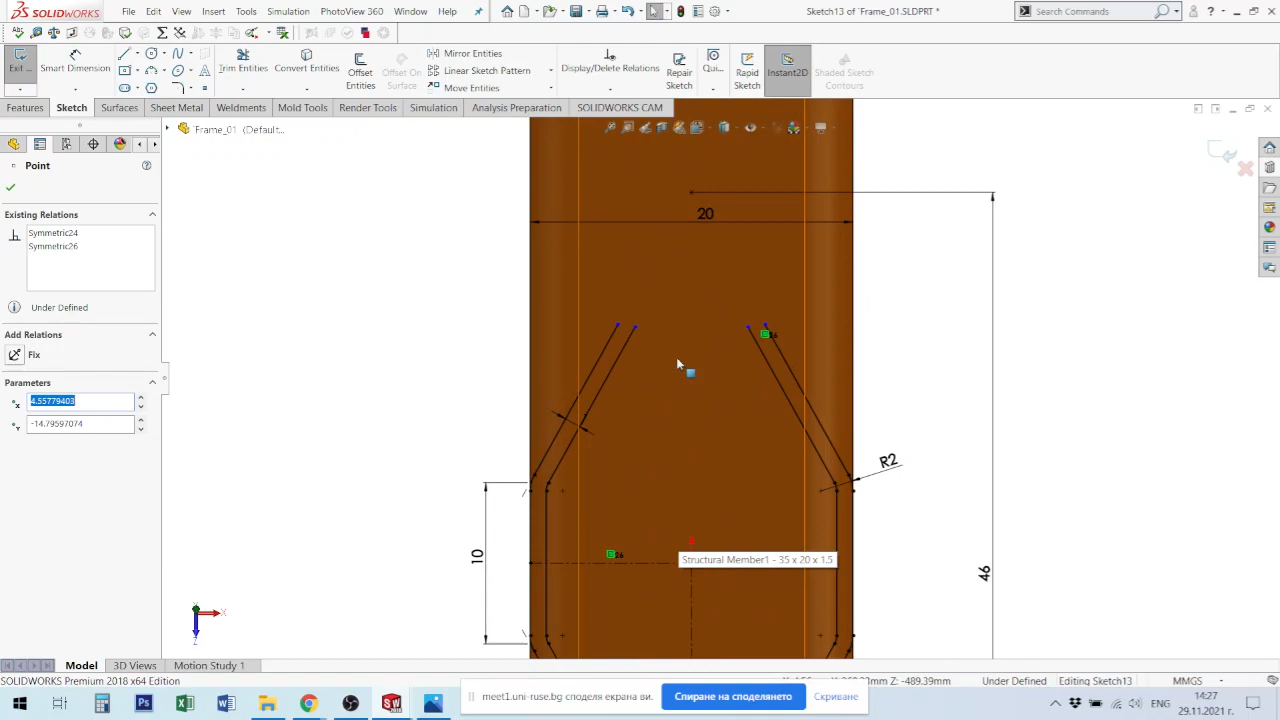 SOLIDWORKS
File Edit View Insert Tools Simulation PhotoView 360 Window Help
Sketch13 of `Frame_01.SLDPRT *
Search Commands
Exit ...
Smart Dimension
Trim Entities
Convert Entities
Offset Entities
Offset On Surface
Mirror Entities
Linear Sketch Pattern
Move Entities
Display/Delete Relations
Repair Sketch
Qui...
Rapid Sketch
Instant2D
Shaded Sketch Contours
Features Sketch Surfaces Sheet Metal Weldments Mold Tools Render Tools Simulation Analysis Preparation SOLIDWORKS CAM
`Frame_01 (Default...
Point
Existing Relations
Symmetric24
Symmetric26
Under Defined
Add Relations
Fix
Parameters
4.55779403
-14.79597074
20
R2
10
46
26
26
Structural Member1 - 35 x 20 x 1.5
Model 3D Views Motion Study 1
SOLIDWORKS Premium 2018 x64 Edition
Z: -489.39mm Under Defined Editing Sketch13 MMGS
meet1.uni-ruse.bg споделя екрана ви.
Спиране на споделянето
Скриване
ENG
14:27
29.11.2021 г.